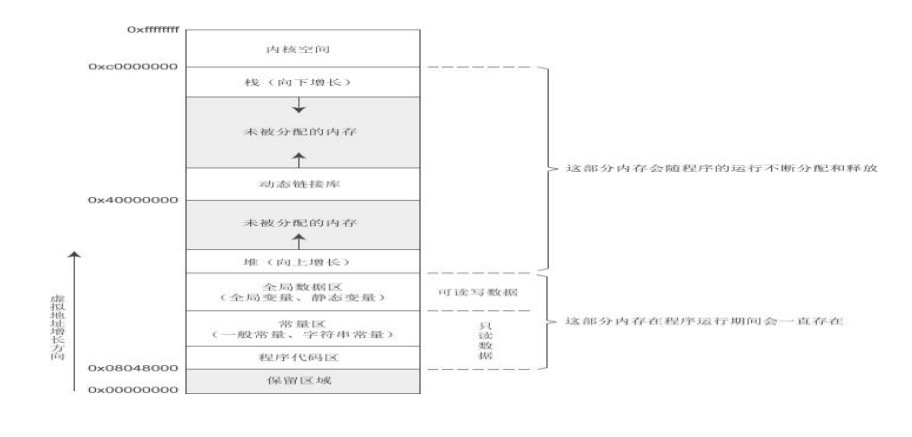 0xffffffff
内核空间
0xc0000000
栈（向下增长）
未被分配的内存
这部分内存会随程序的运行不断分配和释放
动态链接库
0x40000000
未被分配的内存
堆（向上增长）
全局数据区
（全局变量、静态变量）
可读写数据
常量区
（一般常量、字符串常量）
只读数据
这部分内存在程序运行期间会一直存在
程序代码区
0x08048000
保留区域
0x00000000
虚拟地址增长方向